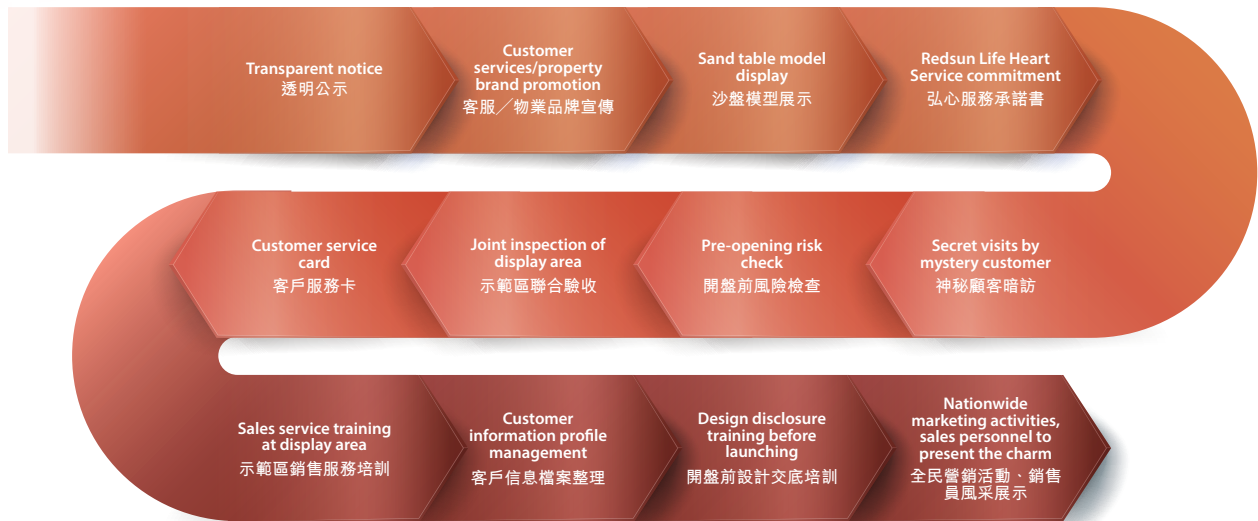 Transparent notice
透明公示
Customer
services/property
brand promotion
客服／物業品牌宣傳
Sand table model
display
沙盤模型展示
Redsun Life Heart
Service commitment
弘心服務承諾書
Secret visits by
mystery customer
神秘顧客暗訪
Pre-opening risk
check
開盤前風險檢查
Joint inspection of
display area
示範區聯合驗收
Customer service
card
客戶服務卡
Sales service training
at display area
示範區銷售服務培訓
Customer
information profile
management
客戶信息檔案整理
Design disclosure
training before
launching
開盤前設計交底培訓
Nationwide
marketing activities,
sales personnel to
present the charm
全民營銷活動、銷售
員風采展示